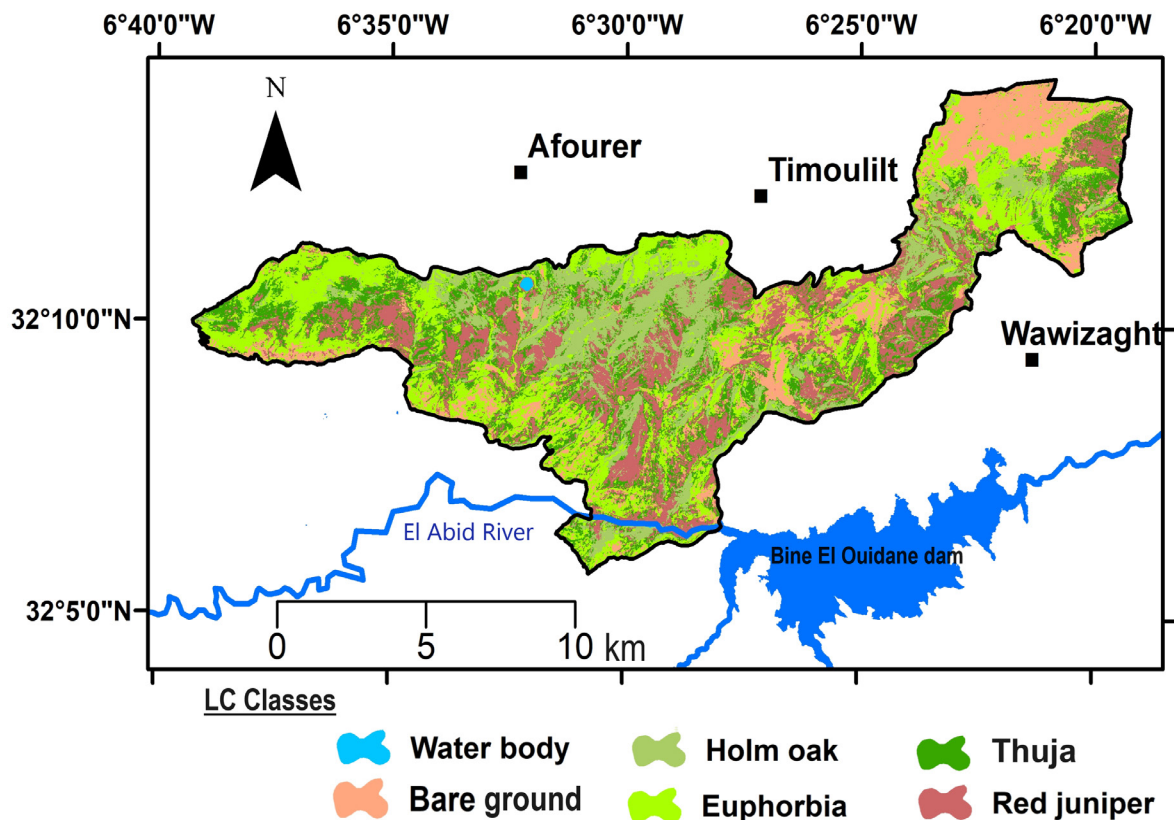 6°40'0"W 6°35'0"W 6°30'0"W 6°25'0"W 6°20'0"W
N
Afourer
Timoulilt
32°10'0"N
Wawizaght
El Abid River
Bine El Ouidane dam
32°5'0"N
0 5 10 km
LC Classes
Water body Holm oak Thuja
Bare ground Euphorbia Red juniper